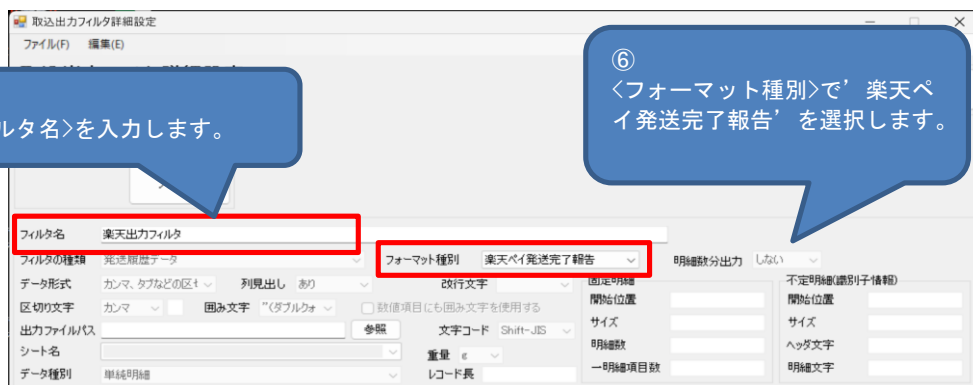 取込出力フィルタ詳細設定
ファイル(F) 編集(E)
ルタ名>を入力します。
⑥
<フォーマット種別>で’楽天ペ
イ発送完了報告’を選択します。
フィルタ名 楽天出力フィルタ
フィルタの種類 発送履歴データ フォーマット種別 楽天ペイ発送完了報告 明細数分出力 しない
データ形式 カンマ、タブなどの区t 列見出し あり 改行文字 固定明細 不定明細(識別子情報)
区切り文字 カンマ 囲み文字 "(ダブルクォ 数値項目にも囲み文字を使用する 開始位置 開始位置
出力ファイルパス 参照 文字コード Shift-JIS サイズ サイズ
シート名 重量 g 明細数 ヘッダ文字
データ種別 単純明細 レコード長 一明細項目数 明細文字